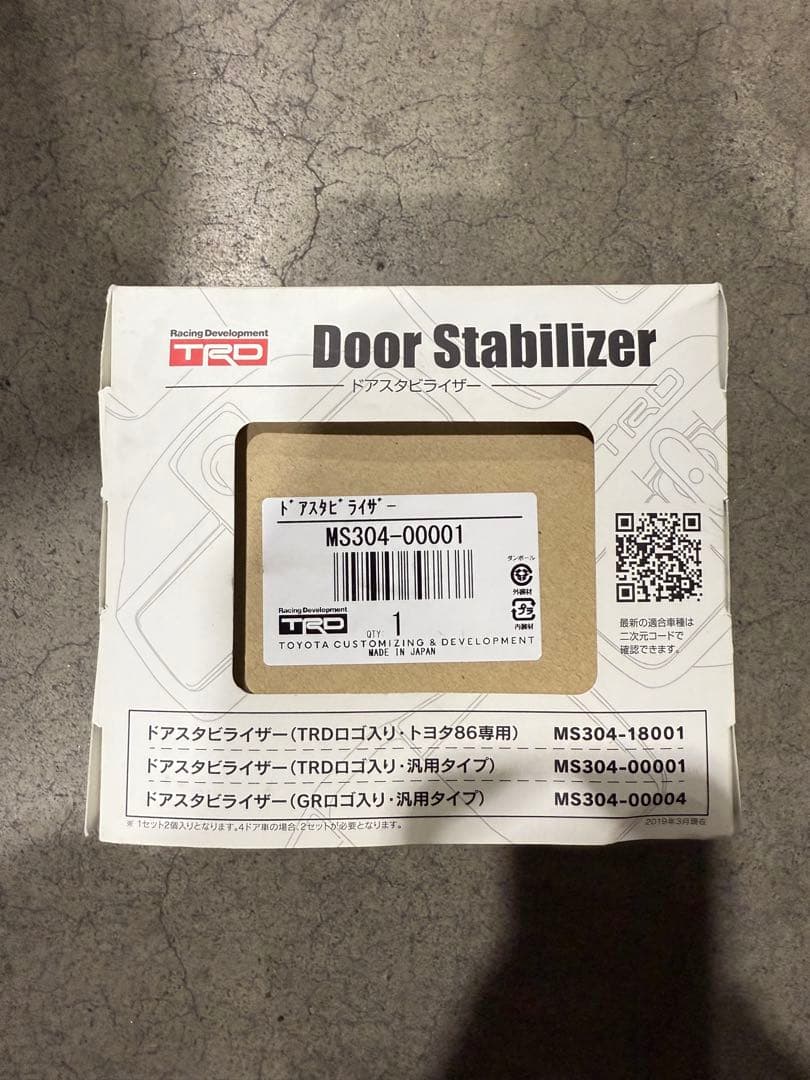 Racing Development
TRD
Door Stabilizer
ドアスタビライザー
TRD
ﾄﾞｱｽﾀﾋﾞﾗｲｻﾞｰ
MS304-00001
ダンボール
外装材
プラ
内装材
Racing Development
TRD
QTY 1
TOYOTA CUSTOMIZING & DEVELOPMENT
MADE IN JAPAN
最新の適合車種は
二次元コードで
確認できます。
ドアスタビライザー(TRDロゴ入り・トヨタ86専用) MS304-18001
ドアスタビライザー(TRDロゴ入り・汎用タイプ) MS304-00001
ドアスタビライザー(GRロゴ入り・汎用タイプ) MS304-00004
※ 1セット2個入りとなります。4ドア車の場合、2セットが必要となります。
2019年3月現在